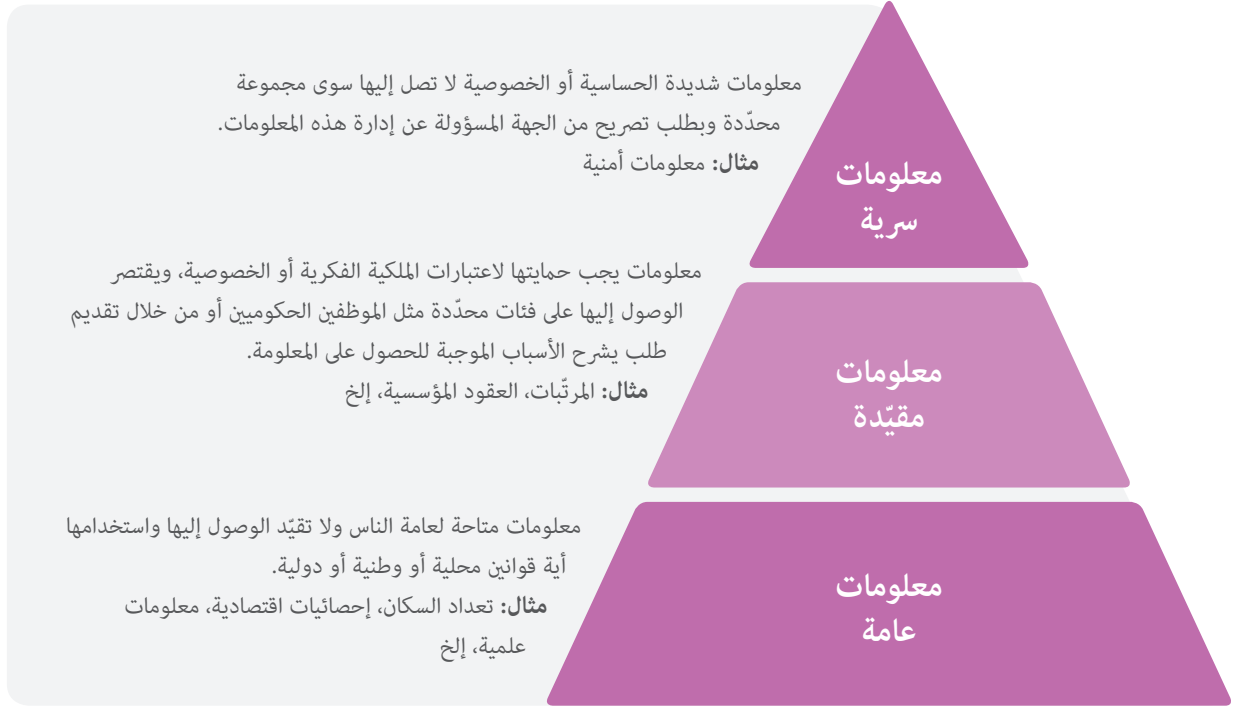 معلومات شديدة الحساسية أو الخصوصية لا تصل إليها سوى مجموعة
محدّدة وبطلب تصريح من الجهة المسؤولة عن إدارة هذه المعلومات.
مثال: معلومات أمنية
معلومات
سرية
معلومات يجب حمايتها لاعتبارات الملكية الفكرية أو الخصوصية، ويقتصر
الوصول إليها على فئات محدّدة مثل الموظفين الحكوميين أو من خلال تقديم
طلب يشرح الأسباب الموجبة للحصول على المعلومة.
مثال: المرتّبات، العقود المؤسسية، إلخ
معلومات
مقيّدة
معلومات متاحة لعامة الناس ولا تقيّد الوصول إليها واستخدامها
أية قوانين محلية أو وطنية أو دولية.
مثال: تعداد السكان، إحصائيات اقتصادية، معلومات
علمية، إلخ
معلومات
عامة